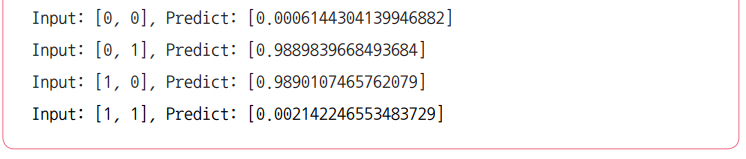 Input: [0, 0], Predict: [0.0006144304139946882]
Input: [0, 1], Predict: [0.9889839668493684]
Input: [1, 0], Predict: [0.9890107465762079]
Input: [1, 1], Predict: [0.002142246553483729]